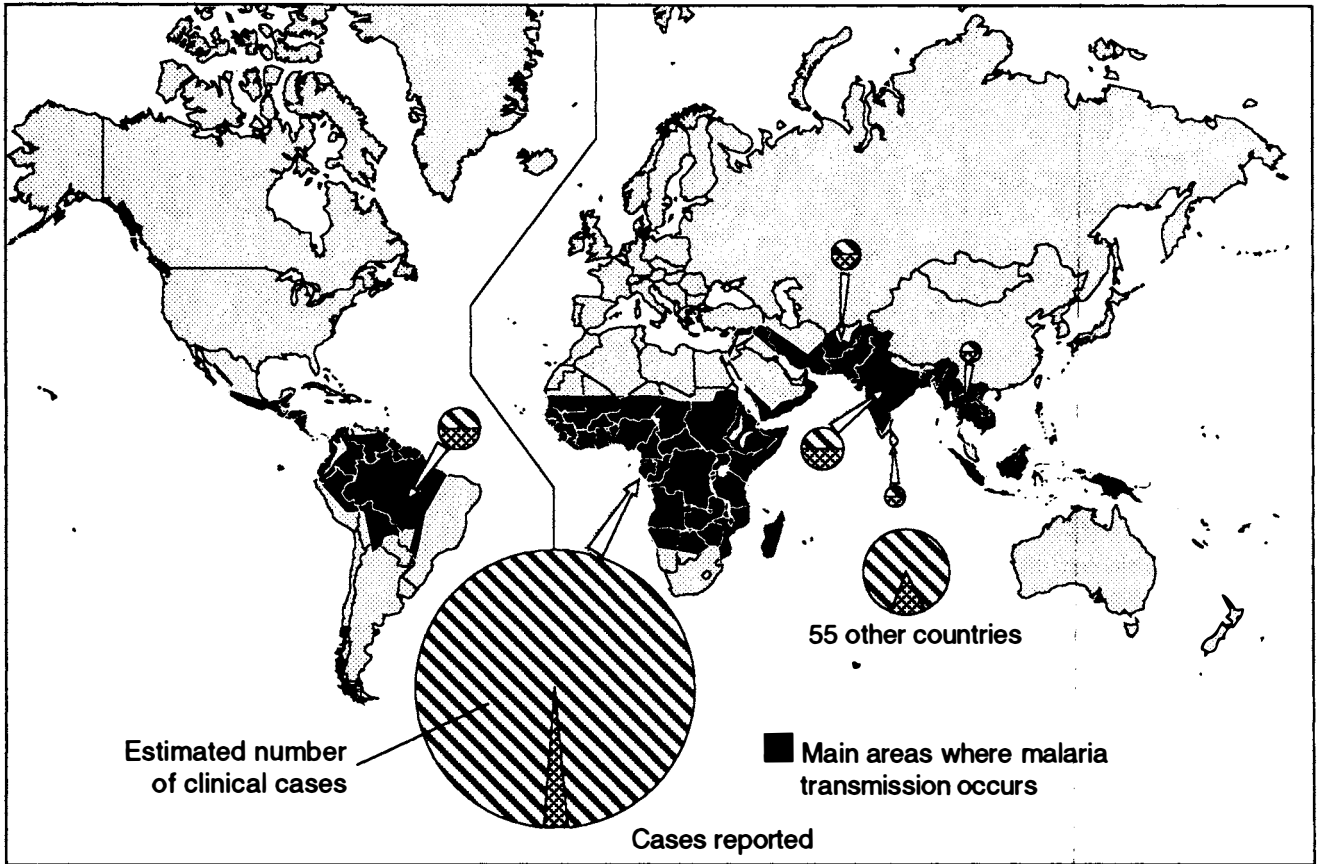 55 other countries
Estimated number
of clinical cases
Main areas where malaria
transmission occurs
Cases reported